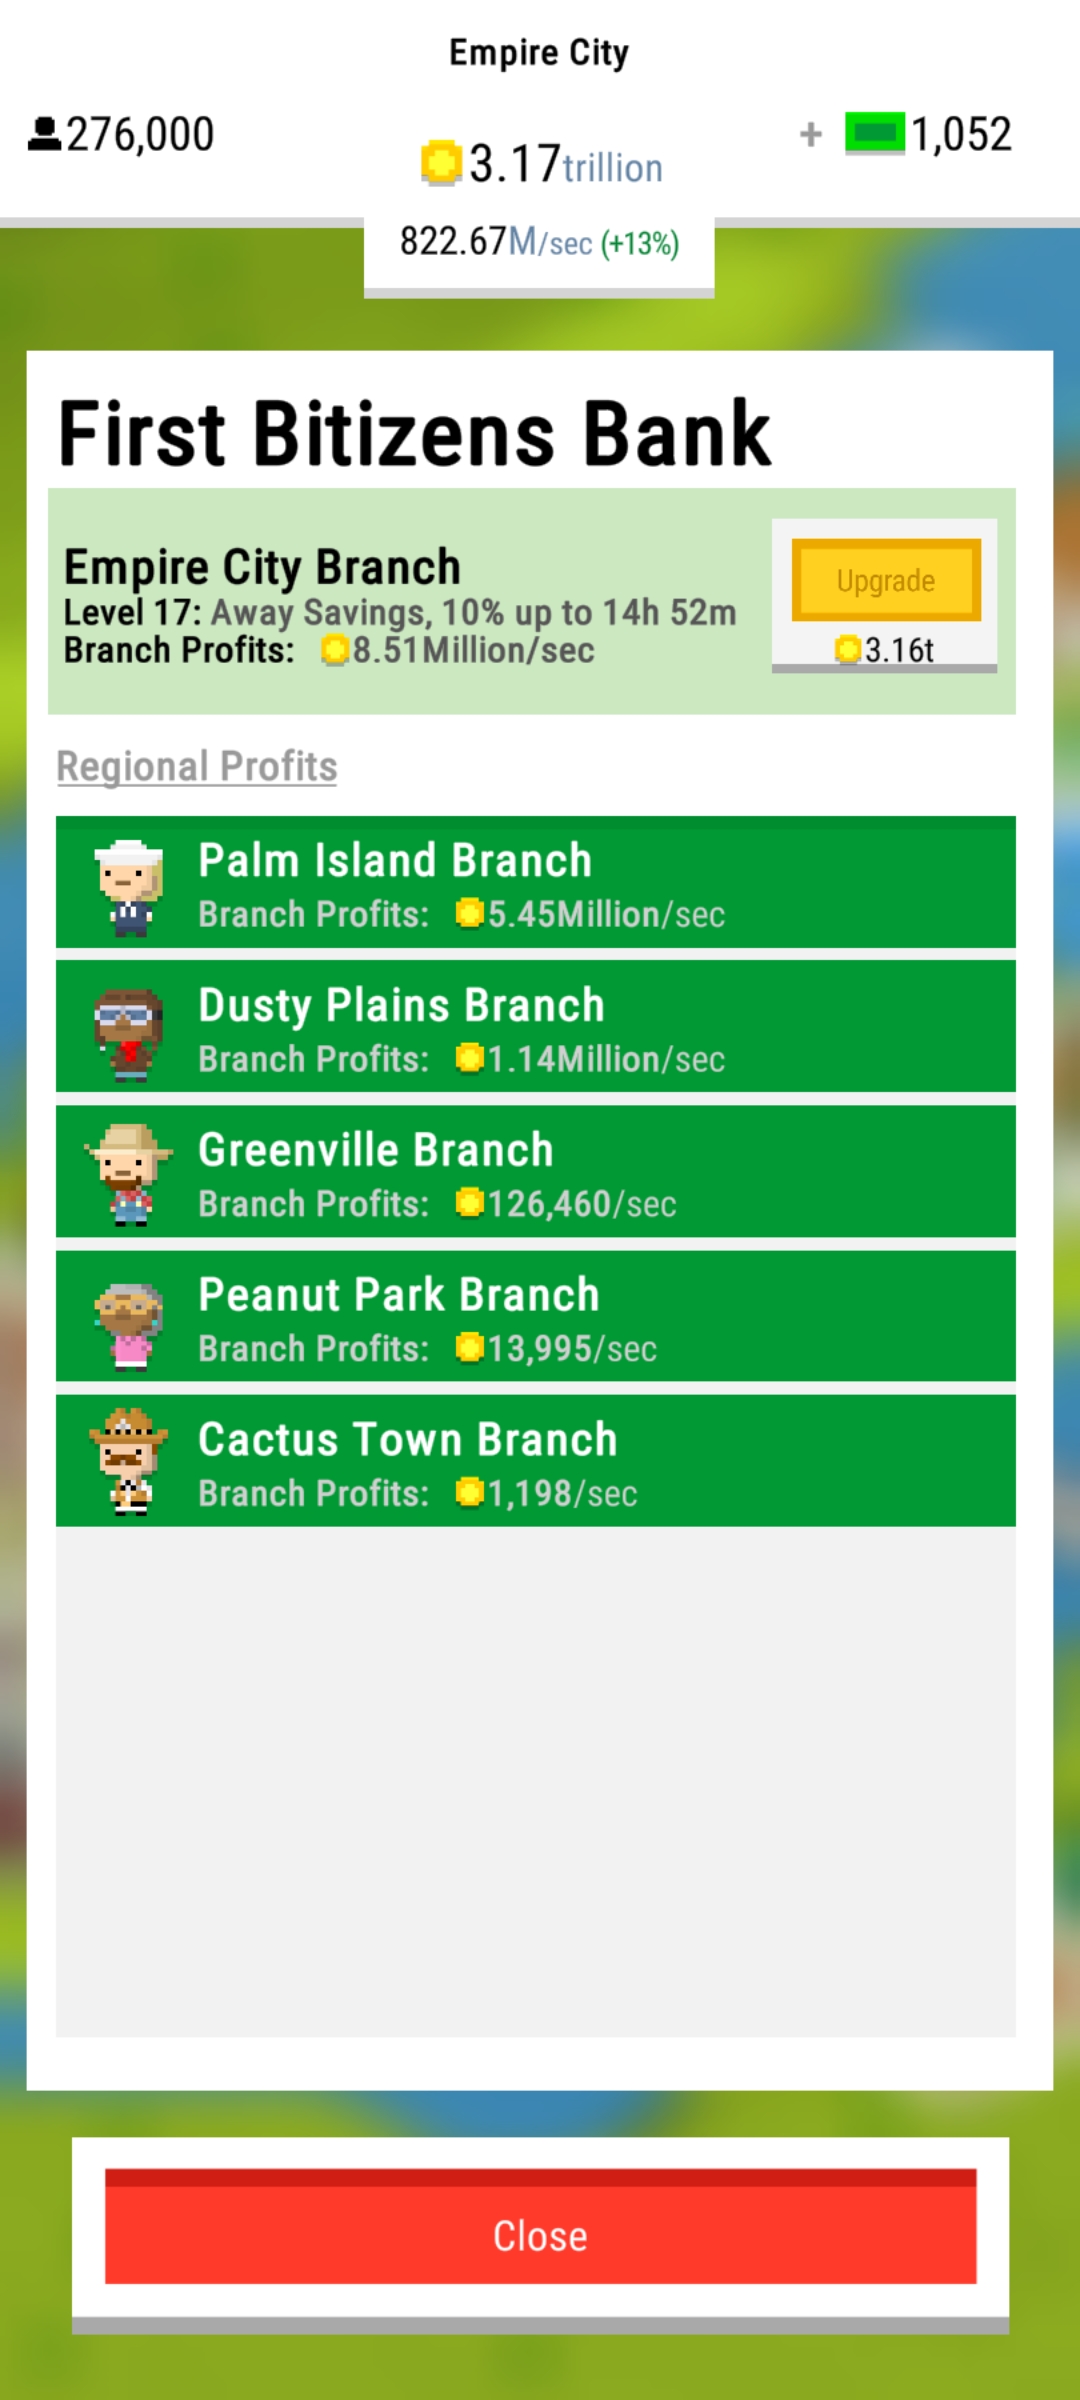 Empire City
276,000
3.17trillion
+ 1,052
822.67M/sec (+13%)
First Bitizens Bank
Empire City Branch
Level 17: Away Savings, 10% up to 14h 52m
Branch Profits: 8.51Million/sec
Upgrade
3.16t
Regional Profits
Palm Island Branch
Branch Profits: 5.45Million/sec
Dusty Plains Branch
Branch Profits: 1.14Million/sec
Greenville Branch
Branch Profits: 126,460/sec
Peanut Park Branch
Branch Profits: 13,995/sec
Cactus Town Branch
Branch Profits: 1,198/sec
Close